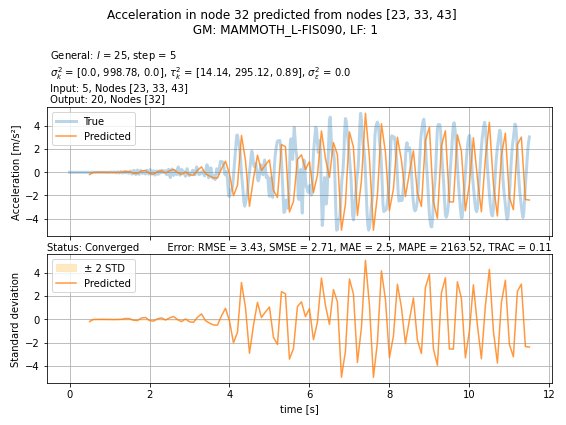 Acceleration in node 32 predicted from nodes [23, 33, 43]
GM: MAMMOTH_L-FIS090, LF: 1
General: l = 25, step = 5
σ²ₖ = [0.0, 998.78, 0.0], τ²ₖ = [14.14, 295.12, 0.89], σ²ₑ = 0.0
Input: 5, Nodes [23, 33, 43]
Output: 20, Nodes [32]
True
Predicted
Acceleration [m/s²]
4
2
0
−2
−4
Status: Converged Error: RMSE = 3.43, SMSE = 2.71, MAE = 2.5, MAPE = 2163.52, TRAC = 0.11
± 2 STD
Predicted
Standard deviation
4
2
0
−2
−4
0 2 4 6 8 10 12
time [s]